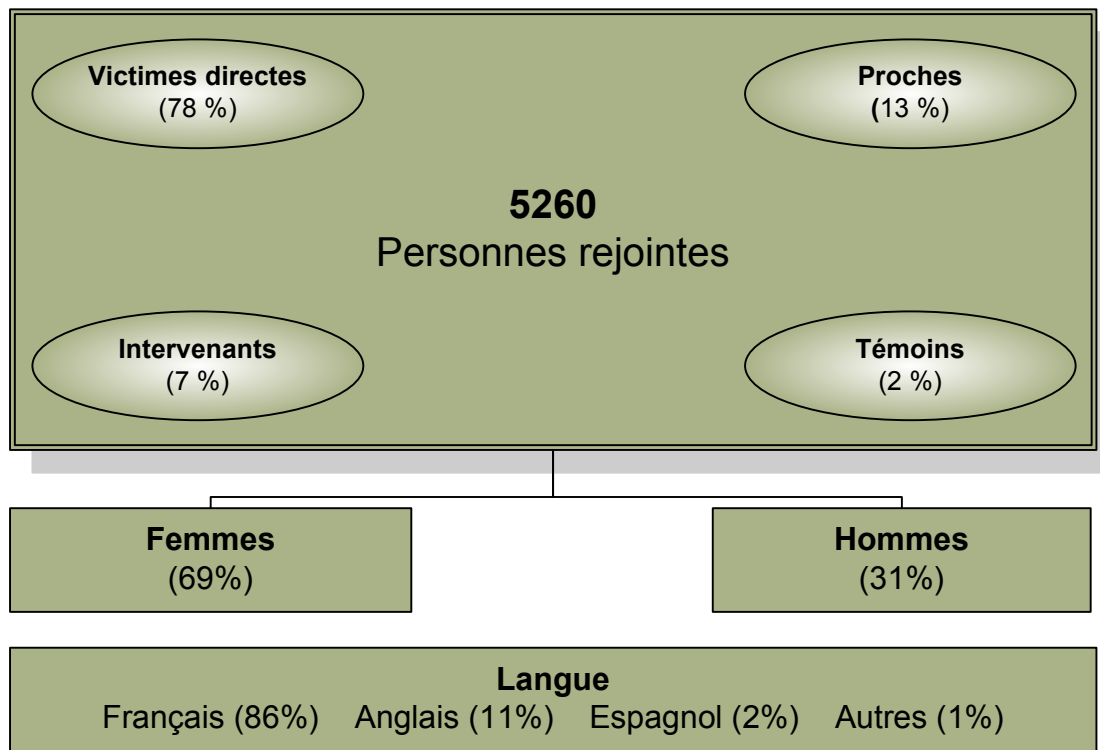 Victimes directes
(78 %)
Proches
(13 %)
5260
Personnes rejointes
Intervenants
(7 %)
Témoins
(2 %)
Femmes
(69%)
Hommes
(31%)
Langue
Français (86%) Anglais (11%) Espagnol (2%) Autres (1%)